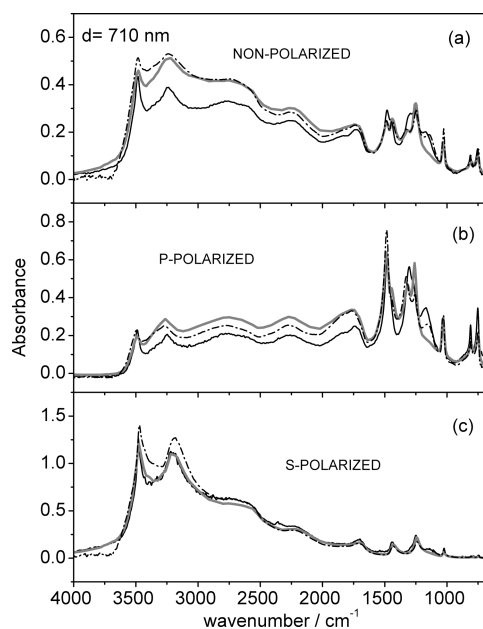 d= 710 nm
(a)
NON-POLARIZED
0.6
0.4
0.2
0.0
(b)
P-POLARIZED
0.8
0.6
0.4
0.2
0.0
Absorbance
(c)
S-POLARIZED
1.5
1.0
0.5
0.0
4000 3500 3000 2500 2000 1500 1000
wavenumber / cm⁻¹